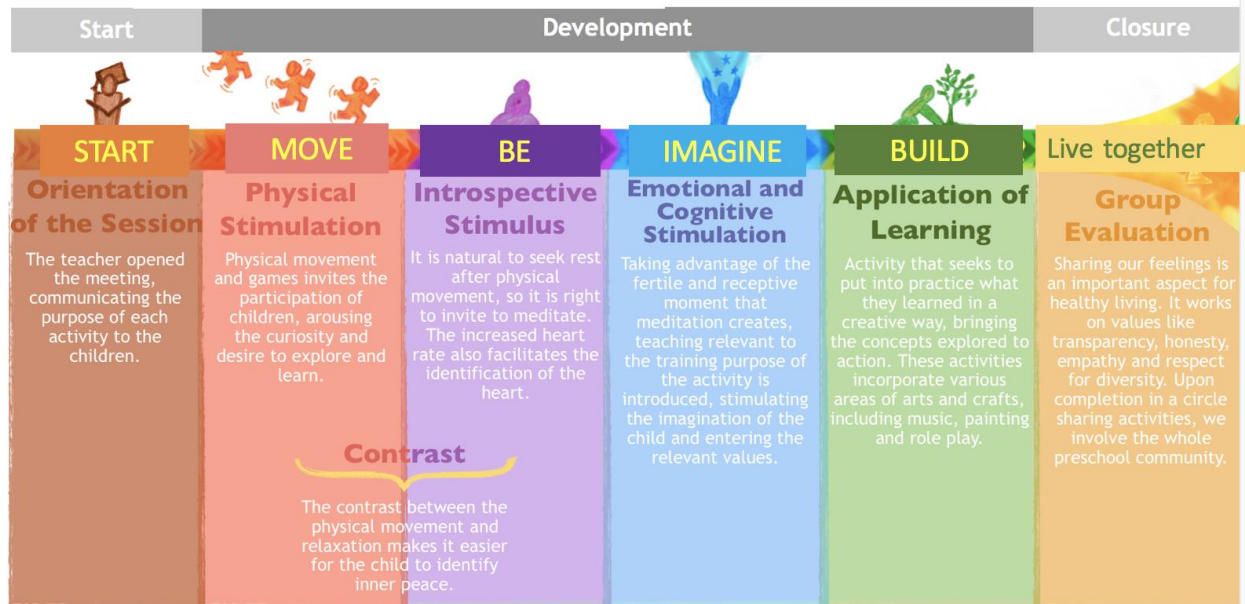 Start
Development
Closure
START
MOVE
BE
IMAGINE
BUILD
Live together
Orientation
of the Session
The teacher opened
the meeting,
communicating the
purpose of each
activity to the
children.
Physical
Stimulation
Physical movement
and games invites the
participation of
children, arousing
the curiosity and
desire to explore and
learn.
Introspective
Stimulus
It is natural to seek rest
after physical
movement, so it is right
to invite to meditate.
The increased heart
rate also facilitates the
identification of the
heart.
Contrast
The contrast between the
physical movement and
relaxation makes it easier
for the child to identify
inner peace.
Emotional and
Cognitive
Stimulation
Taking advantage of the
fertile and receptive
moment that
meditation creates,
teaching relevant to
the training purpose of
the activity is
introduced, stimulating
the imagination of the
child and entering the
relevant values.
Application of
Learning
Activity that seeks to
put into practice what
they learned in a
creative way, bringing
the concepts explored to
action. These activities
incorporate various
areas of arts and crafts,
including music, painting
and role play.
Group
Evaluation
Sharing our feelings is
an important aspect for
healthy living. It works
on values like
transparency, honesty,
empathy and respect
for diversity. Upon
completion in a circle
sharing activities, we
involve the whole
preschool community.